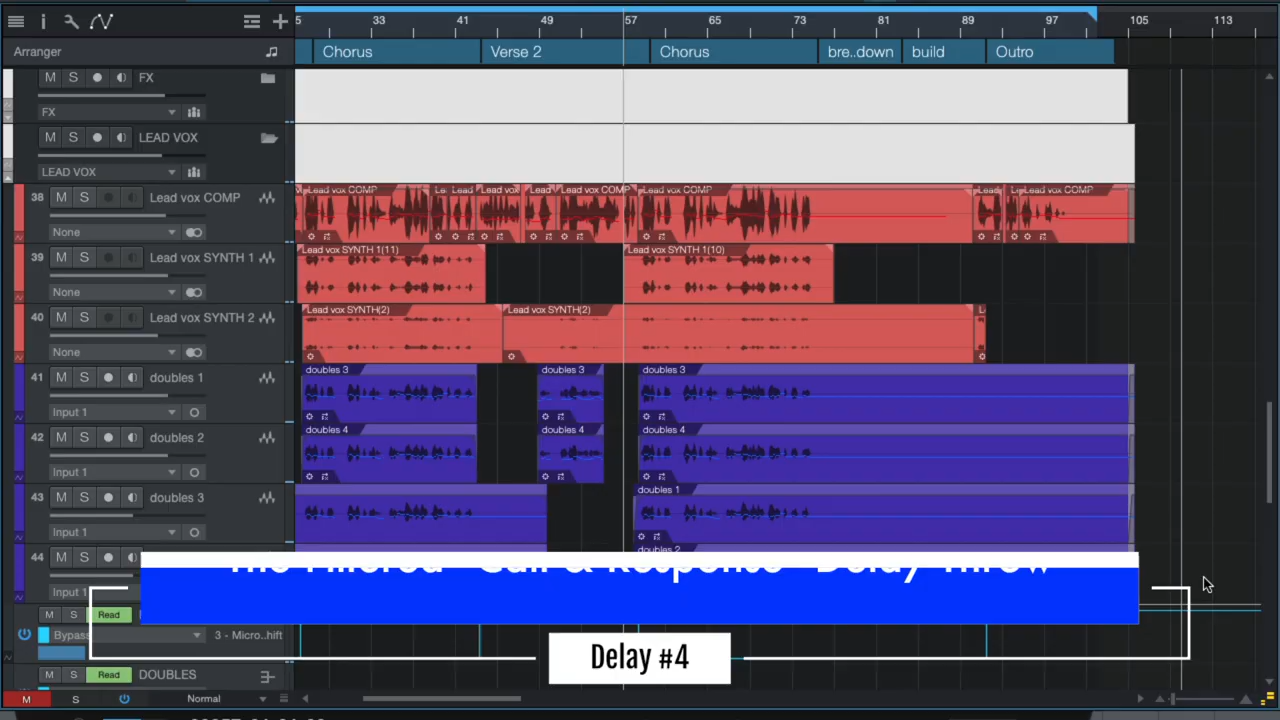 5 33 41 49 57 65 73 81 89 97 105 113
Arranger Chorus Verse 2 Chorus bre..down build Outro
M S FX
FX
M S LEAD VOX
LEAD VOX
38 M S Lead vox COMP
None
Lead vox COMP Lead Lead vox Lead Lead vox COMP Lead vox COMP Lead Lead vox COMP
39 M S Lead vox SYNTH 1
None
Lead vox SYNTH 1(11) Lead vox SYNTH 1(10)
40 M S Lead vox SYNTH 2
None
Lead vox SYNTH(2) Lead vox SYNTH(2)
41 M S doubles 1
Input 1
doubles 3 doubles 3 doubles 3
42 M S doubles 2
Input 1
doubles 4 doubles 4 doubles 4
43 M S doubles 3
Input 1
doubles 1
44 M S
doubles 2
Input 1
The Filtered "Call & Response" Delay Throw
M S Read
Bypass 3 - Micro..hift
Delay #4
M S Read DOUBLES
M S Normal